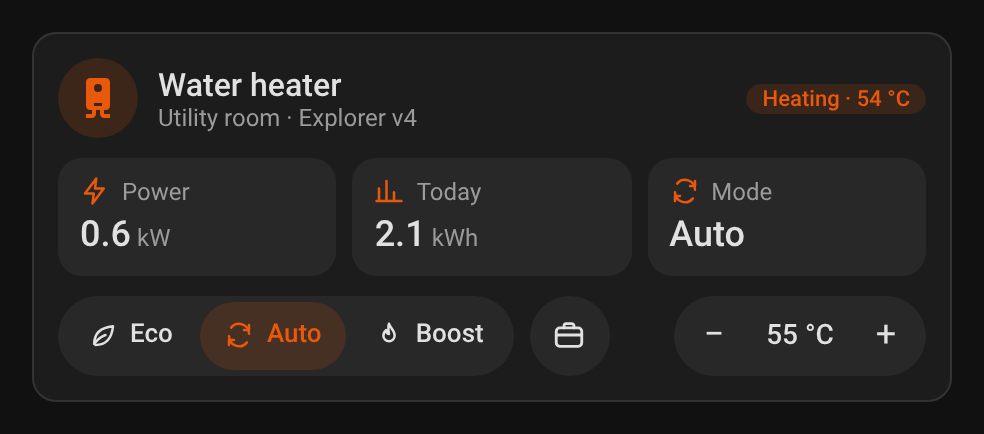 Water heater
Utility room · Explorer v4
Heating · 54 °C
Power
0.6 kW
Today
2.1 kWh
Mode
Auto
Eco
Auto
Boost
− 55 °C +